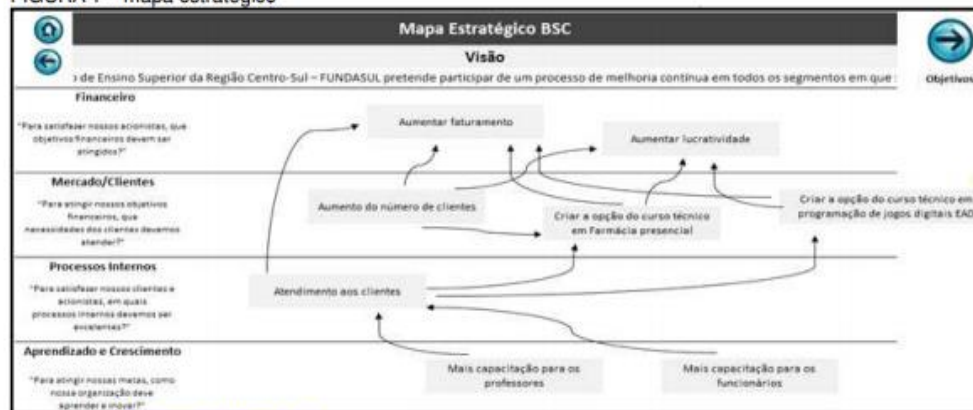 FIGURA 1 – Mapa estratégico
Mapa Estratégico BSC
Visão
o de Ensino Superior da Região Centro-Sul – FUNDASUL pretende participar de um processo de melhoria contínua em todos os segmentos em que
Objetivos
Financeiro
"Para satisfazer nossos acionistas, que
objetivos financeiros devem ser
atingidos?"
Aumentar faturamento
Aumentar lucratividade
Mercado/Clientes
"Para atingir nossos objetivos
financeiros, que
necessidades dos clientes devemos
atender?"
Aumento do número de clientes
Criar a opção do curso técnico
em Farmácia presencial
Criar a opção do curso técnico em
programação de jogos digitais EAD
Processos Internos
"Para satisfazer nossos clientes e
acionistas, em quais
processos internos devemos ser
excelentes?"
Atendimento aos clientes
Aprendizado e Crescimento
"Para atingir nossas metas, como
nossa organização deve
aprender e inovar?"
Mais capacitação para os
professores
Mais capacitação para os
funcionários